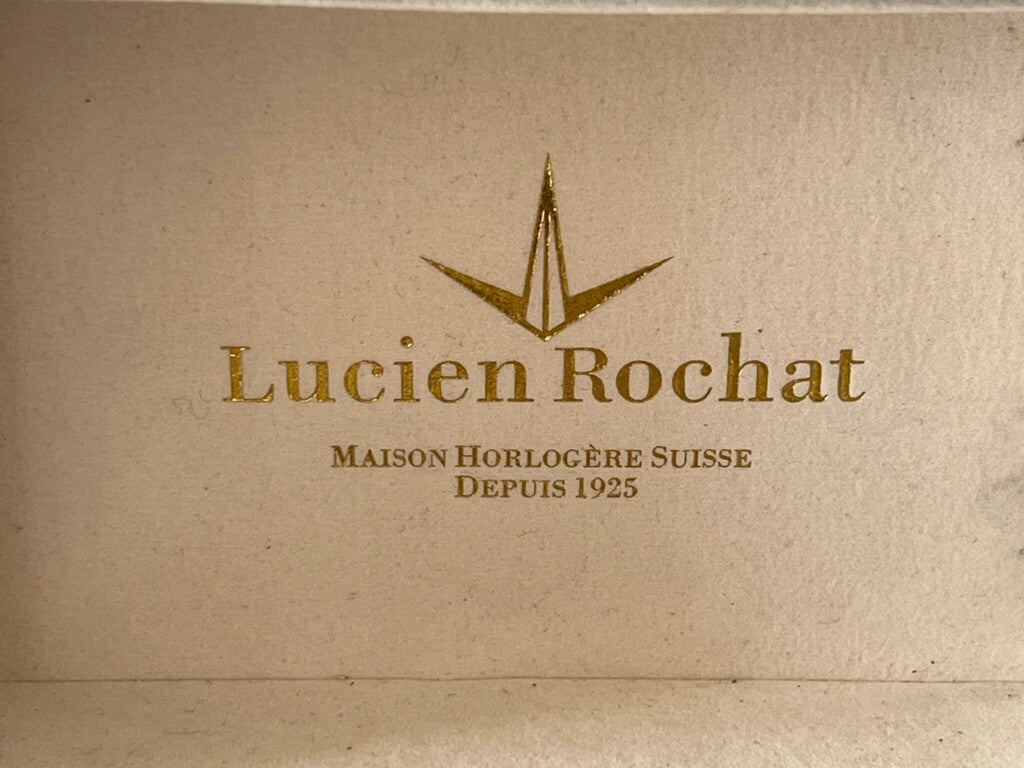 Lucien Rochat
MAISON HORLOGÈRE SUISSE
DEPUIS 1925